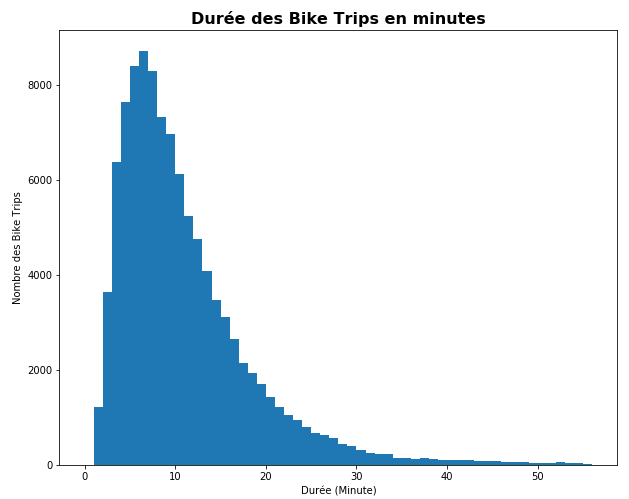 Durée des Bike Trips en minutes
Nombre des Bike Trips
8000
6000
4000
2000
0
0 10 20 30 40 50
Durée (Minute)